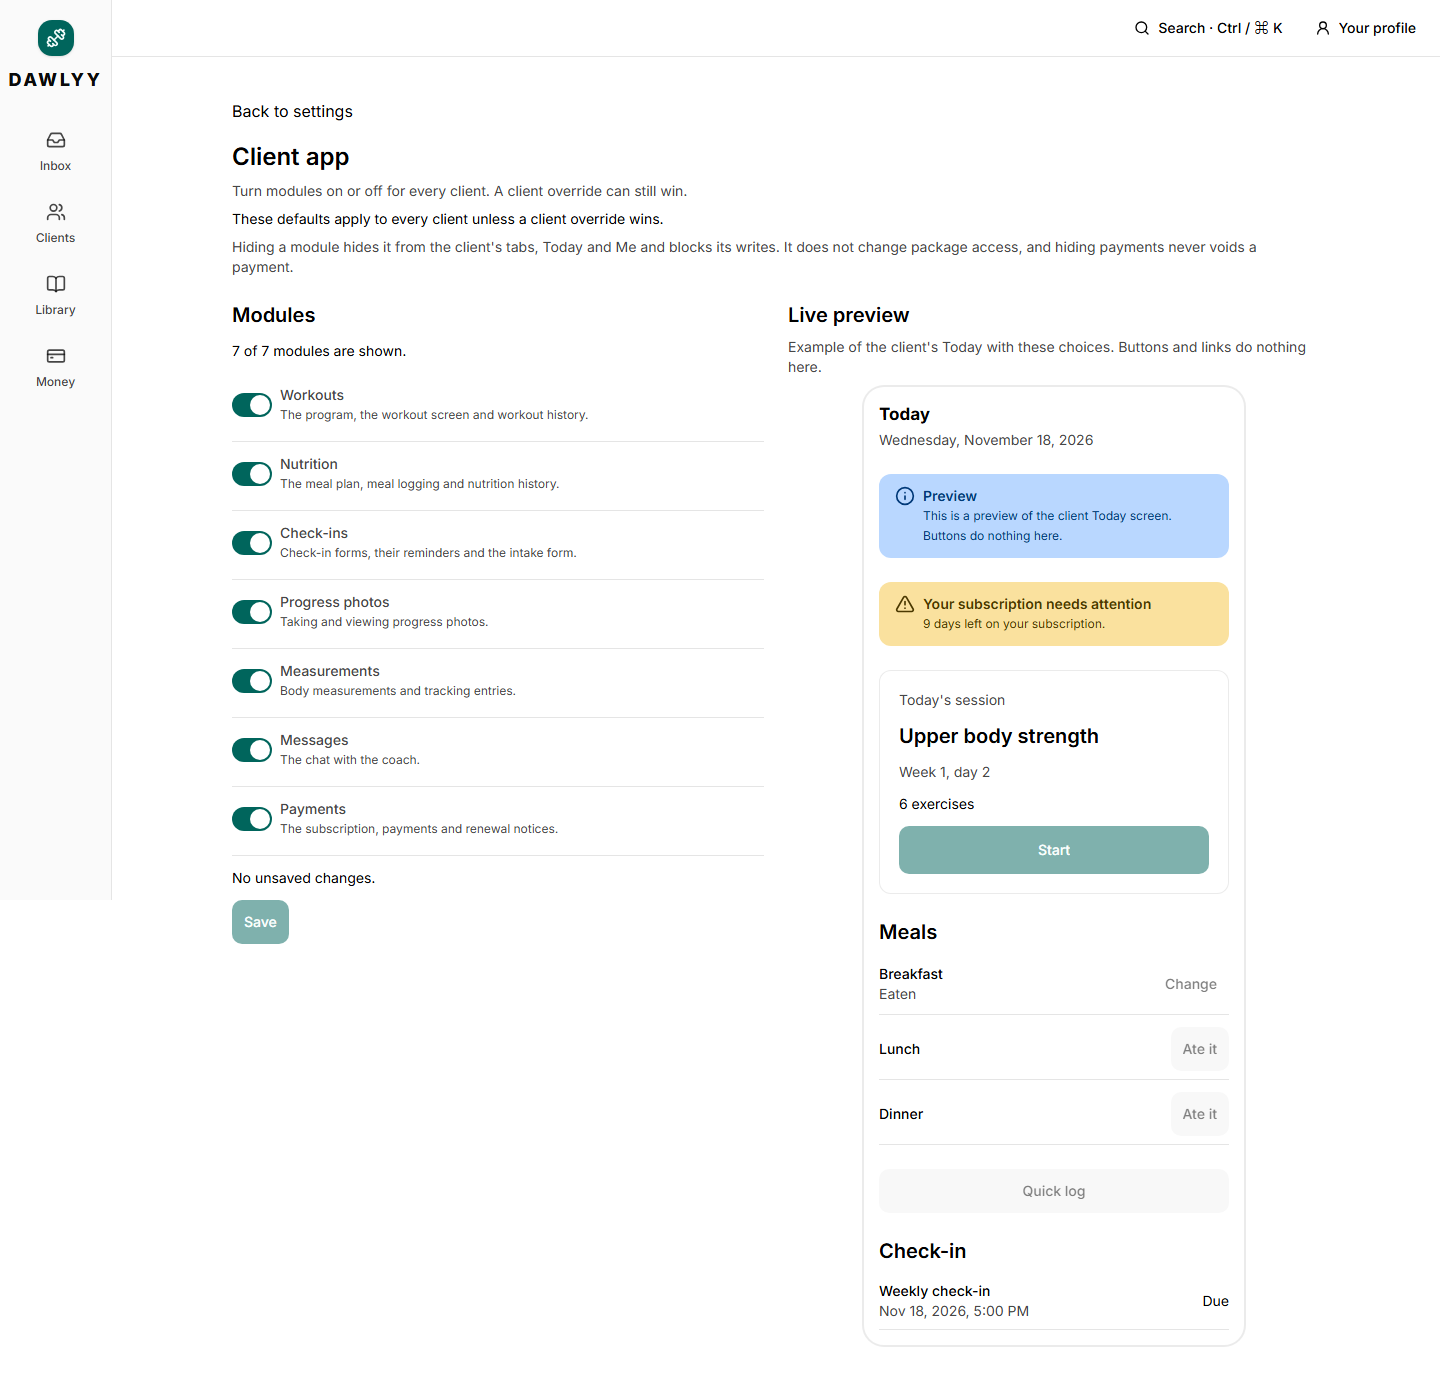 DAWLYY
Inbox
Clients
Library
Money
Search · Ctrl / ⌘ K
Your profile
Back to settings
Client app
Turn modules on or off for every client. A client override can still win.
These defaults apply to every client unless a client override wins.
Hiding a module hides it from the client's tabs, Today and Me and blocks its writes. It does not change package access, and hiding payments never voids a
payment.
Modules
7 of 7 modules are shown.
Workouts
The program, the workout screen and workout history.
Nutrition
The meal plan, meal logging and nutrition history.
Check-ins
Check-in forms, their reminders and the intake form.
Progress photos
Taking and viewing progress photos.
Measurements
Body measurements and tracking entries.
Messages
The chat with the coach.
Payments
The subscription, payments and renewal notices.
No unsaved changes.
Save
Live preview
Example of the client's Today with these choices. Buttons and links do nothing
here.
Today
Wednesday, November 18, 2026
Preview
This is a preview of the client Today screen.
Buttons do nothing here.
Your subscription needs attention
9 days left on your subscription.
Today's session
Upper body strength
Week 1, day 2
6 exercises
Start
Meals
Breakfast
Eaten
Change
Lunch
Ate it
Dinner
Ate it
Quick log
Check-in
Weekly check-in
Nov 18, 2026, 5:00 PM
Due